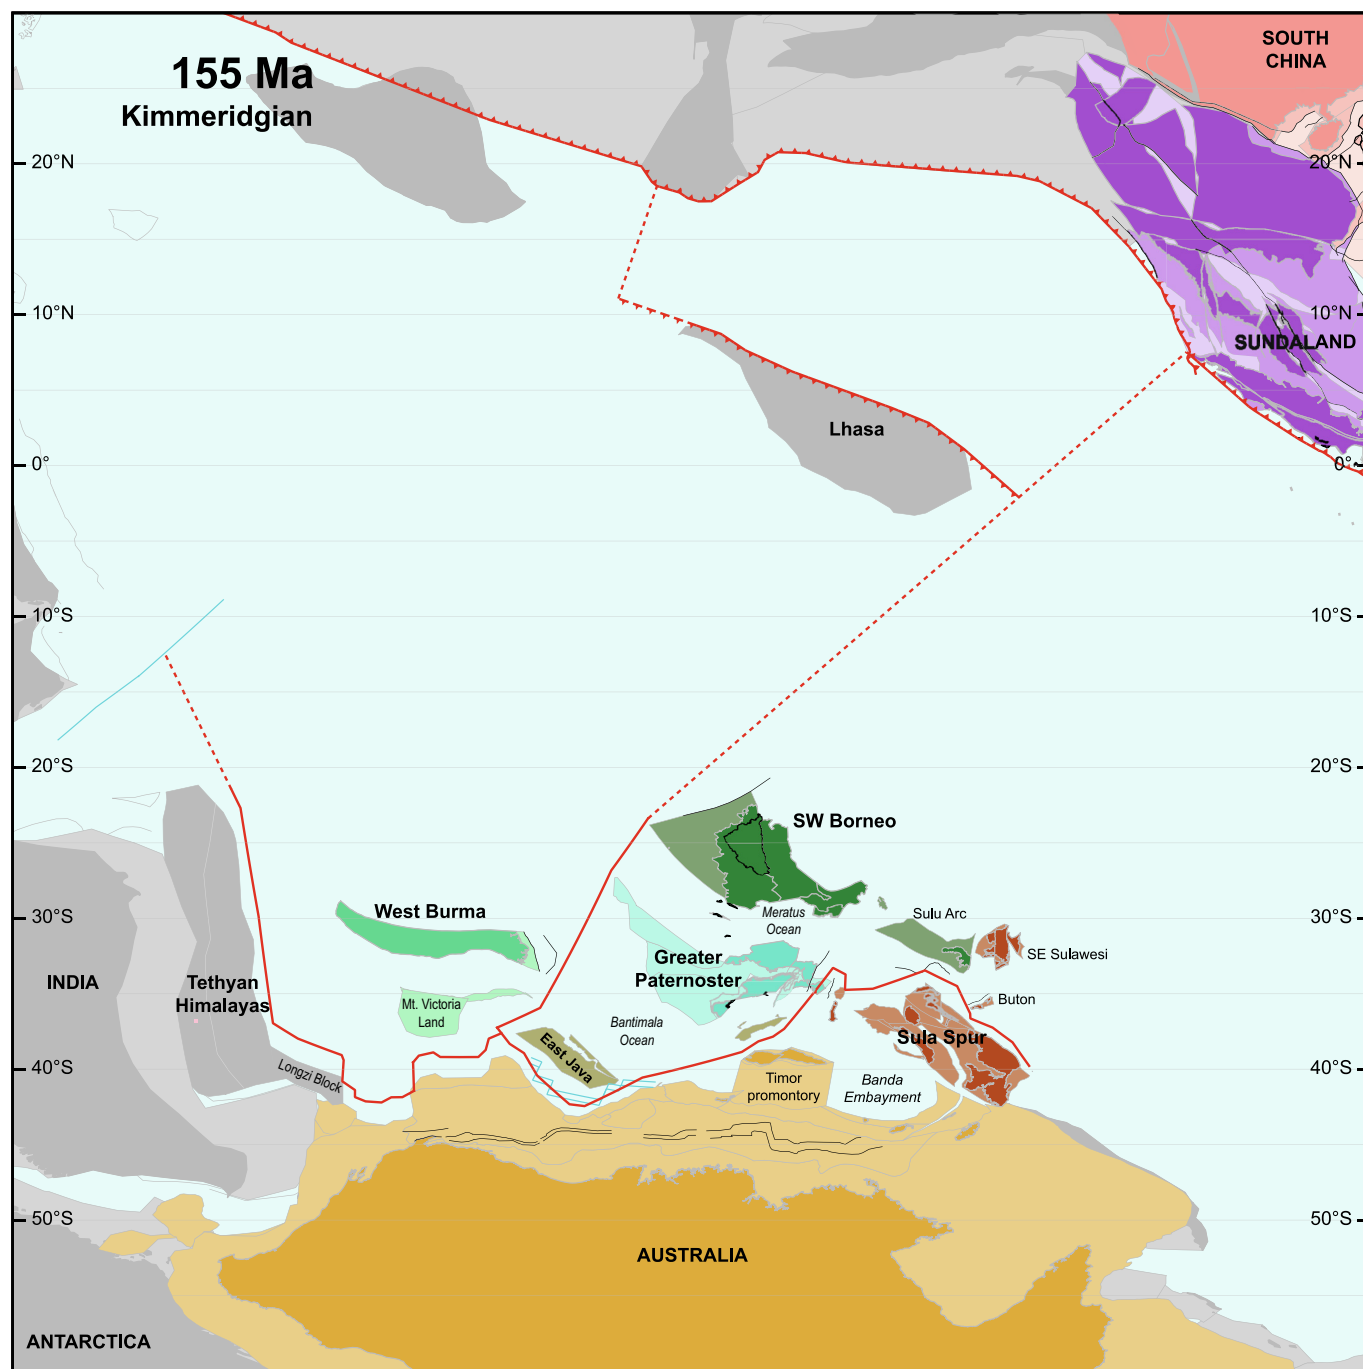 SOUTH
CHINA
155 Ma
Kimmeridgian
20°N
20°N
10°N
10°N
SUNDALAND
Lhasa
0°
0°
10°S
10°S
20°S
20°S
SW Borneo
West Burma
Meratus
Ocean
Sulu Arc
30°S
30°S
SE Sulawesi
Greater
Paternoster
INDIA
Tethyan
Himalayas
Mt. Victoria
Land
Buton
Bantimala
Ocean
Sula Spur
East Java
40°S
40°S
Longzi Block
Timor
promontory
Banda
Embayment
50°S
50°S
AUSTRALIA
ANTARCTICA